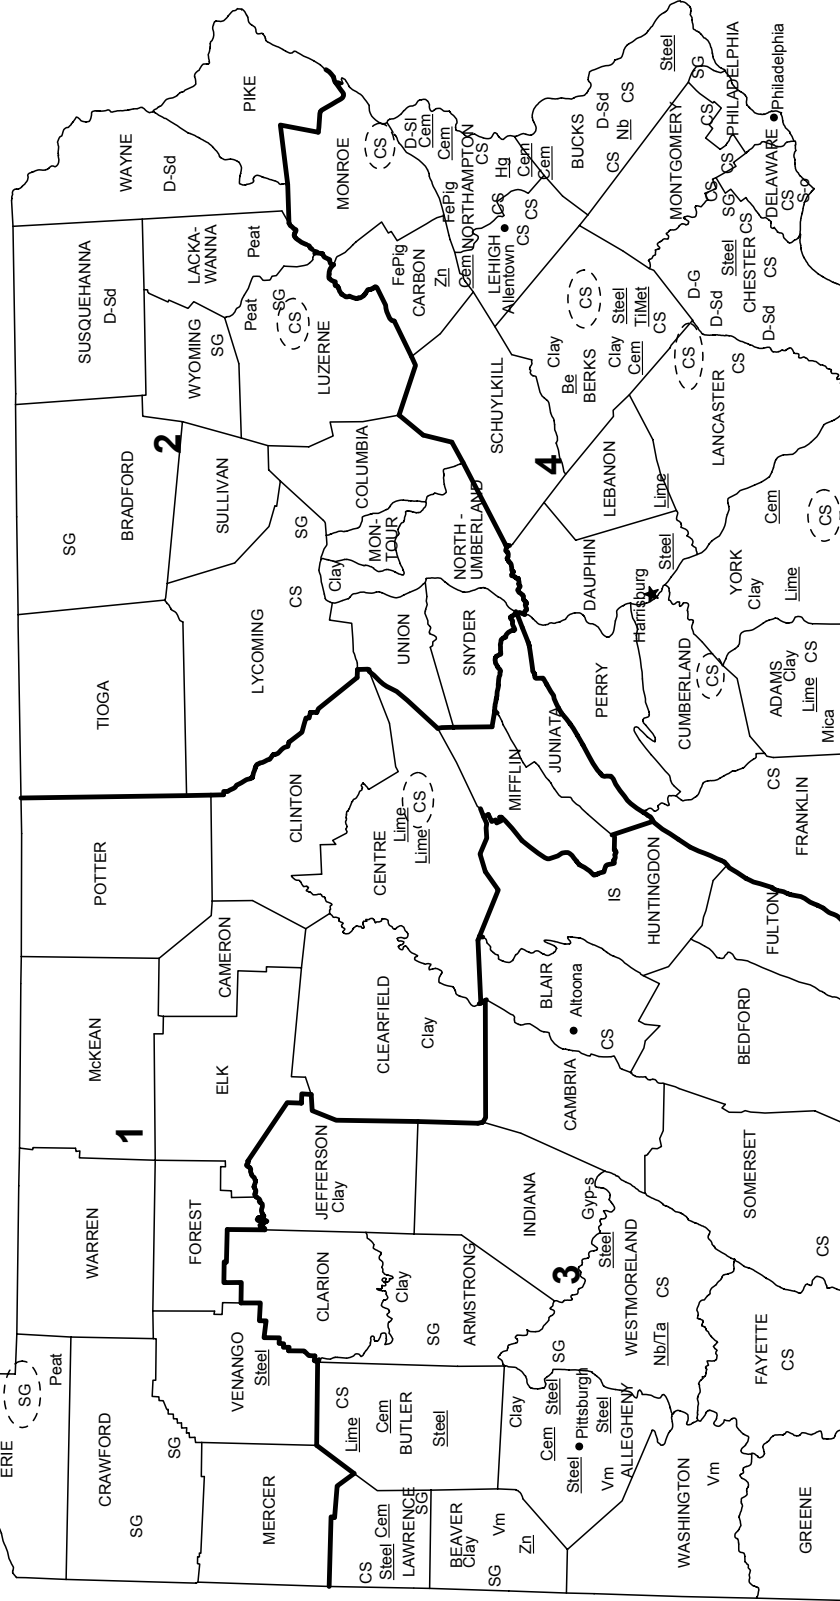 ERIE
SG
Peat
CRAWFORD
SG
SG
MERCER
WARREN
FOREST
VENANGO
Steel
McKEAN
1
ELK
CAMERON
POTTER
CLINTON
CENTRE
Lime
Lime
CS
CLEARFIELD
Clay
TIOGA
BRADFORD
SG
2
SUSQUEHANNA
D-Sd
WAYNE
D-Sd
PIKE
WYOMING
SG
LACKA-
WANNA
Peat
SULLIVAN
LYCOMING
CS
SG
LUZERNE
Peat
SG
CS
COLUMBIA
MON-
TOUR
Clay
UNION
SNYDER
NORTH -
UMBERLAND
JEFFERSON
Clay
CLARION
ARMSTRONG
Clay
SG
BUTLER
CS
Lime
Cem
Steel
LAWRENCE
CS
Steel
Cem
SG
BEAVER
Clay
Vm
SG
Zn
ALLEGHENY
Clay
Cem
Steel
Steel
Pittsburgh
Steel
Vm
INDIANA
Gyp-s
3
WESTMORELAND
Steel
SG
CS
Nb/Ta
WASHINGTON
Vm
GREENE
FAYETTE
CS
SOMERSET
CS
CAMBRIA
BLAIR
Altoona
CS
BEDFORD
HUNTINGDON
IS
FULTON
MIFFLIN
JUNIATA
MONROE
CS
CARBON
FePig
Zn
NORTHAMPTON
D-Sl
Cem
Cem
FePig
CS
Hg
Cem
Cem
Cem
LEHIGH
Allentown
CS
CS
CS
SCHUYLKILL
4
BERKS
Be
Clay
Clay
Cem
CS
Steel
TiMet
CS
BUCKS
D-Sd
CS
Nb
CS
Steel
MONTGOMERY
CS
CS
CS
SG
SG
PHILADELPHIA
Philadelphia
DELAWARE
CS
S-o
CHESTER
Steel
D-G
D-Sd
D-Sd
CS
CS
LANCASTER
CS
CS
LEBANON
Lime
DAUPHIN
Harrisburg
Steel
PERRY
CUMBERLAND
CS
YORK
Clay
Lime
Cem
CS
ADAMS
Clay
Lime
CS
Mica
FRANKLIN
CS